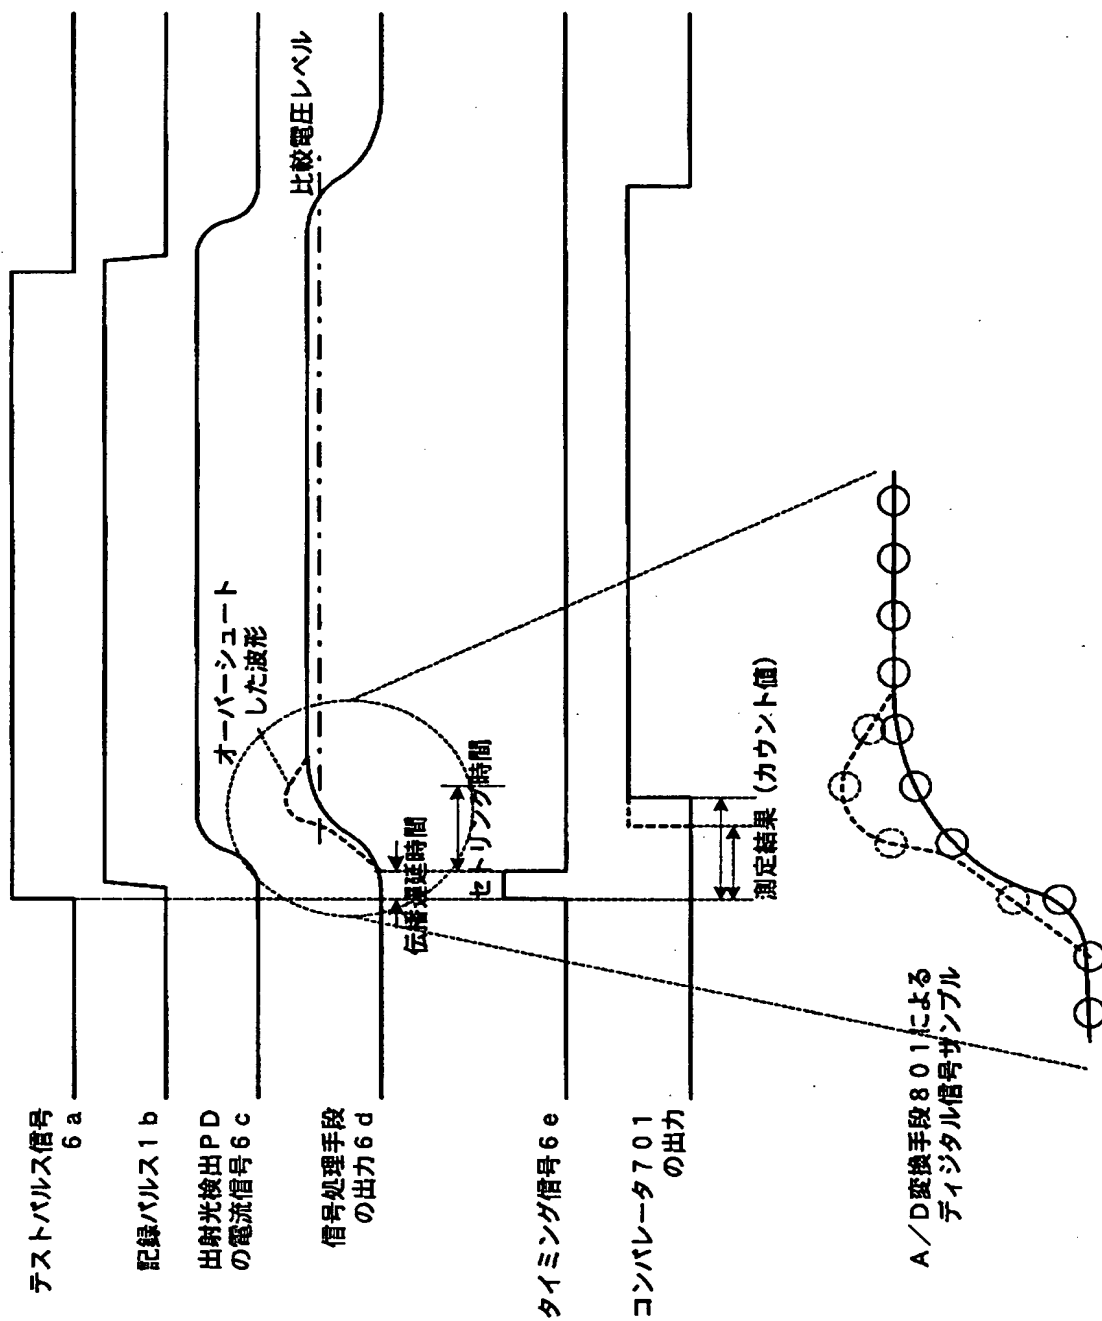 テストパルス信号
6a
記録パルス1b
出射光検出PD
の電流信号6c
オーバーシュート
した波形
比較電圧レベル
信号処理手段
の出力6d
伝播遅延時間
セトリング時間
タイミング信号6e
コンパレータ701
の出力
測定結果（カウント値）
A／D変換手段801による
ディジタル信号サンプル